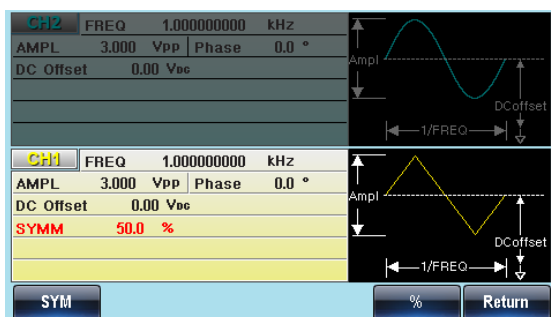 CH2 FREQ 1.000000000 kHz
AMPL 3.000 Vpp Phase 0.0 °
DC Offset 0.00 VDC
Ampl
DCoffset
1/FREQ
CH1 FREQ 1.000000000 kHz
AMPL 3.000 Vpp Phase 0.0 °
DC Offset 0.00 VDC
SYMM 50.0 %
Ampl
DCoffset
1/FREQ
SYM % Return